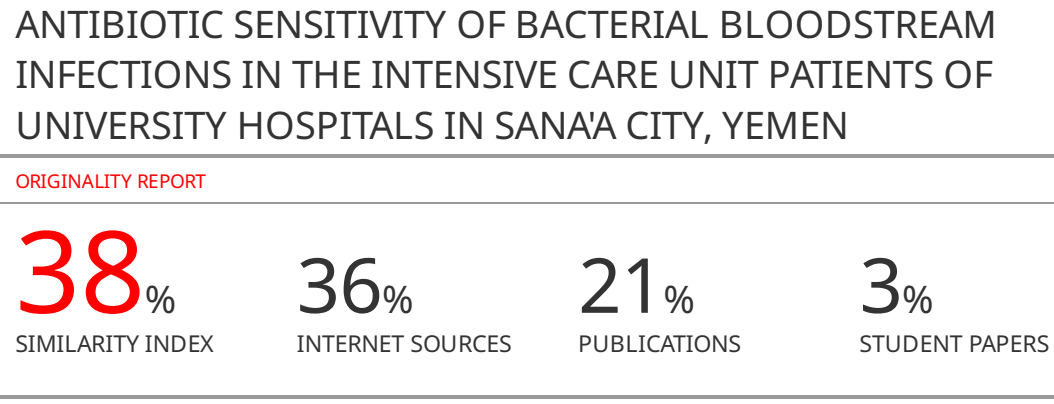 ANTIBIOTIC SENSITIVITY OF BACTERIAL BLOODSTREAM
INFECTIONS IN THE INTENSIVE CARE UNIT PATIENTS OF
UNIVERSITY HOSPITALS IN SANA'A CITY, YEMEN
ORIGINALITY REPORT
38% 36% 21% 3%
SIMILARITY INDEX INTERNET SOURCES PUBLICATIONS STUDENT PAPERS